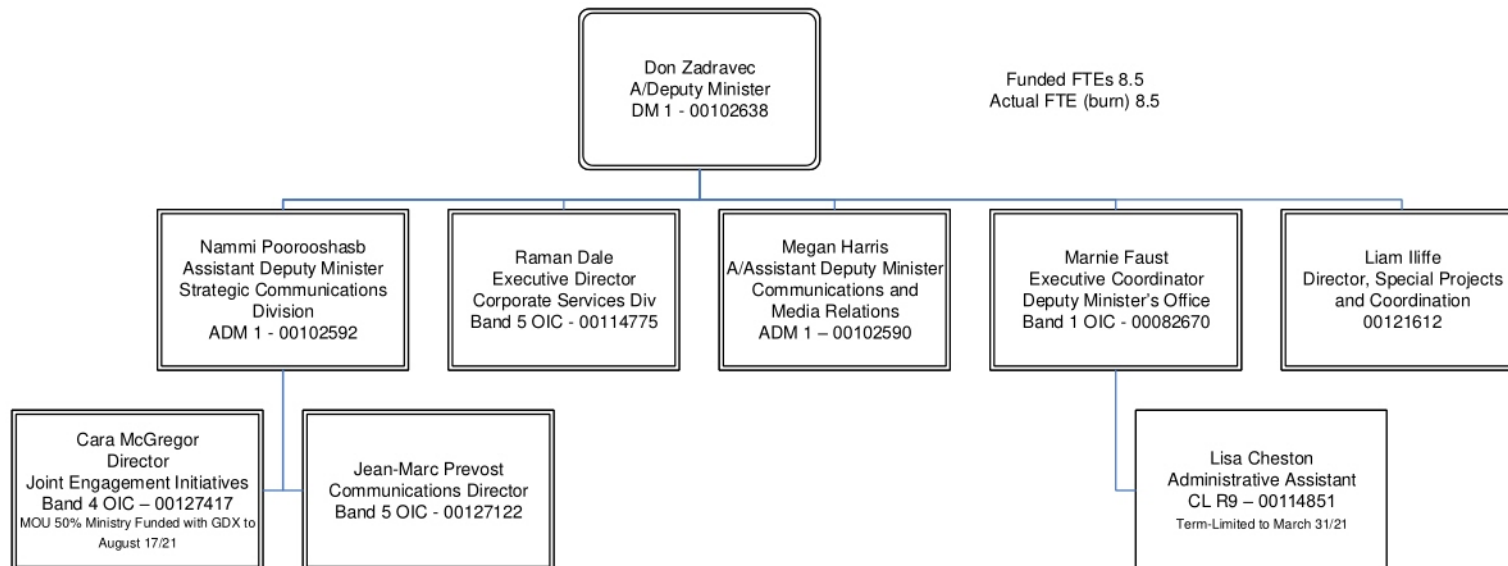 Don Zadravec
A/Deputy Minister
DM 1 - 00102638
Funded FTEs 8.5
Actual FTE (burn) 8.5
Nammi Poorooshasb
Assistant Deputy Minister
Strategic Communications
Division
ADM 1 - 00102592
Raman Dale
Executive Director
Corporate Services Div
Band 5 OIC - 00114775
Megan Harris
A/Assistant Deputy Minister
Communications and
Media Relations
ADM 1 – 00102590
Marnie Faust
Executive Coordinator
Deputy Minister’s Office
Band 1 OIC - 00082670
Liam Iliffe
Director, Special Projects
and Coordination
00121612
Cara McGregor
Director
Joint Engagement Initiatives
Band 4 OIC – 00127417
MOU 50% Ministry Funded with GDX to
August 17/21
Jean-Marc Prevost
Communications Director
Band 5 OIC - 00127122
Lisa Cheston
Administrative Assistant
CL R9 – 00114851
Term-Limited to March 31/21